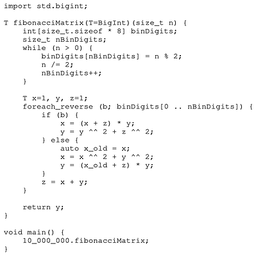 import std.bigint;
T fibonacciMatrix(T=BigInt)(size_t n) {
    int[size_t.sizeof * 8] binDigits;
    size_t nBinDigits;
    while (n > 0) {
        binDigits[nBinDigits] = n % 2;
        n /= 2;
        nBinDigits++;
    }
    T x=1, y, z=1;
    foreach_reverse (b; binDigits[0 .. nBinDigits]) {
        if (b) {
            x = (x + z) * y;
            y = y ^^ 2 + z ^^ 2;
        } else {
            auto x_old = x;
            x = x ^^ 2 + y ^^ 2;
            y = (x_old + z) * y;
        }
        z = x + y;
    }
    return y;
}
void main() {
    10_000_000.fibonacciMatrix;
}